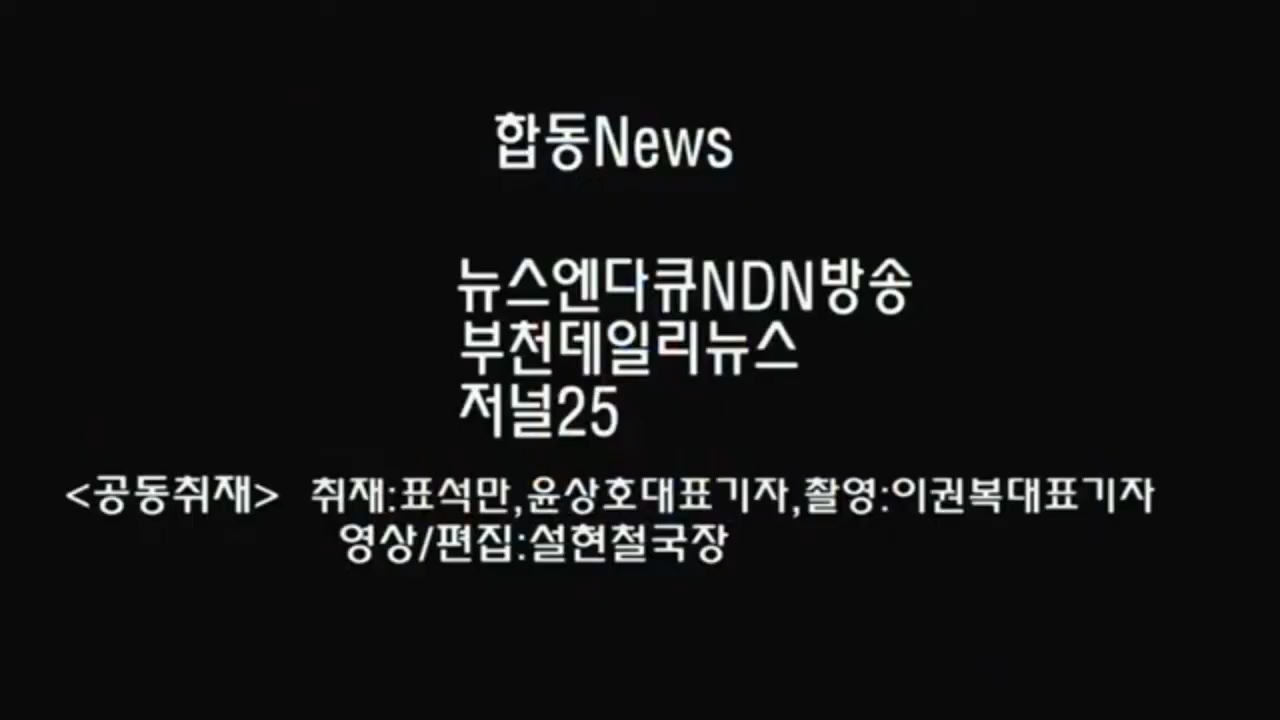 합동News
뉴스엔다큐NDN방송
부천데일리뉴스
저널25
<공동취재> 취재:표석만,윤상호대표기자,촬영:이권복대표기자
영상/편집:설현철국장